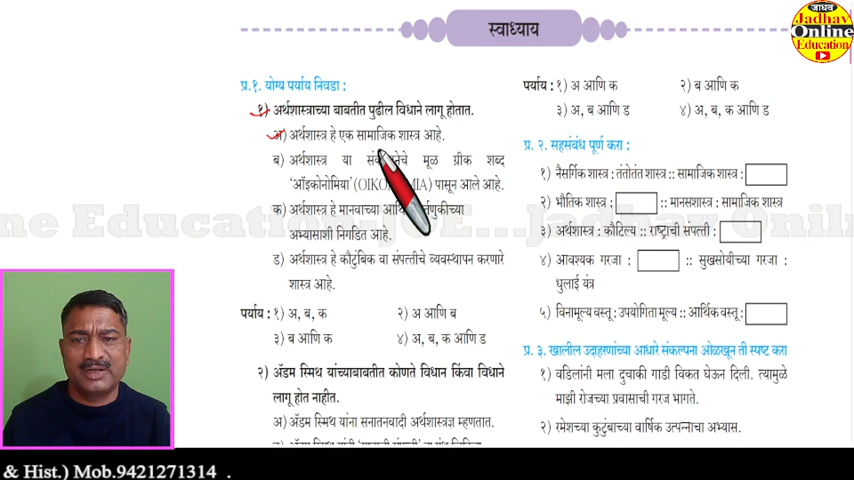 स्वाध्याय
जाधव
Jadhav
Online
Education
प्र.१. योग्य पर्याय निवडा :
१) अर्थशास्त्राच्या बाबतीत पुढील विधाने लागू होतात.
अ) अर्थशास्त्र हे एक सामाजिक शास्त्र आहे.
ब) अर्थशास्त्र या मूळ ग्रीक शब्द
'ऑइकोनोमिया' पासून आले आहे.
क) अर्थशास्त्र हे मानवाच्या
अभ्यासाशी निगडित आहे.
ड) अर्थशास्त्र हे कौटुंबिक वा संपत्तीचे व्यवस्थापन करणारे
शास्त्र आहे.
पर्याय : १) अ, ब, क २) अ आणि ब
३) ब आणि क ४) अ, ब, क आणि ड
२) ॲडम स्मिथ यांच्याबाबतीत कोणते विधान किंवा विधाने
लागू होत नाहीत.
अ) ॲडम स्मिथ यांना सनातनवादी अर्थशास्त्रज्ञ म्हणतात.
पर्याय : १) अ आणि क २) ब आणि क
३) अ, ब आणि ड ४) अ, ब, क आणि ड
प्र. २. सहसंबंध पूर्ण करा :
१) नैसर्गिक शास्त्र : तंतोतंत शास्त्र :: सामाजिक शास्त्र :
२) भौतिक शास्त्र : :: मानसशास्त्र : सामाजिक शास्त्र
३) अर्थशास्त्र : कौटिल्य :: राष्ट्राची संपत्ती :
४) आवश्यक गरजा : :: सुखसोयीच्या गरजा :
धुलाई यंत्र
५) विनामूल्य वस्तू : उपयोगिता मूल्य :: आर्थिक वस्तू :
प्र. ३. खालील उदाहरणांच्या आधारे संकल्पना ओळखून ती स्पष्ट करा
१) वडिलांनी मला दुचाकी गाडी विकत घेऊन दिली. त्यामुळे
माझी रोजच्या प्रवासाची गरज भागते.
२) रमेशच्या कुटुंबाच्या वार्षिक उत्पन्नाचा अभ्यास.
& Hist.) Mob.9421271314 .